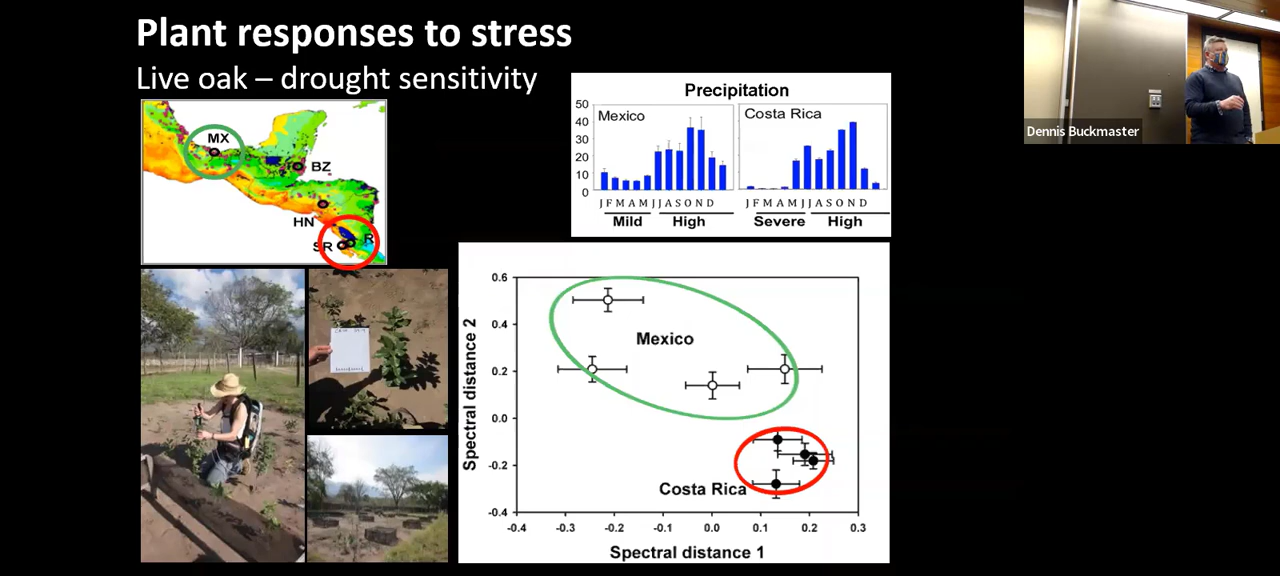 Plant responses to stress
Live oak – drought sensitivity
MX
BZ
HN
SR
R
Precipitation
Mexico
Costa Rica
50
40
30
20
10
0
J F M A M J J A S O N D
J F M A M J J A S O N D
Mild High
Severe High
Dennis Buckmaster
Spectral distance 2
0.6
0.4
0.2
0.0
-0.2
-0.4
Mexico
Costa Rica
-0.4 -0.3 -0.2 -0.1 0.0 0.1 0.2 0.3
Spectral distance 1